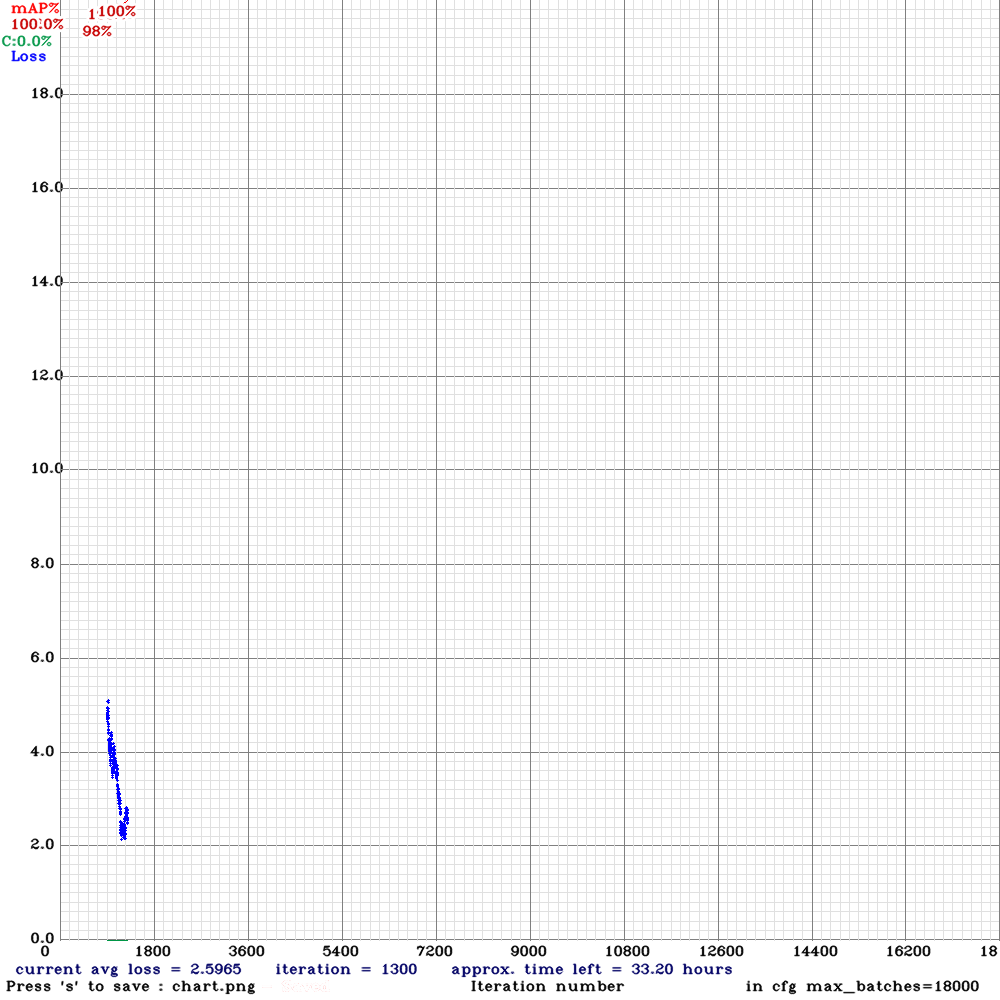 mAP% 100%
100.0% 98%
C:0.0%
Loss
18.0
16.0
14.0
12.0
10.0
8.0
6.0
4.0
2.0
0.0
0 1800 3600 5400 7200 9000 10800 12600 14400 16200 18
current avg loss = 2.5965 iteration = 1300 approx. time left = 33.20 hours
Press 's' to save : chart.png Iteration number in cfg max_batches=18000